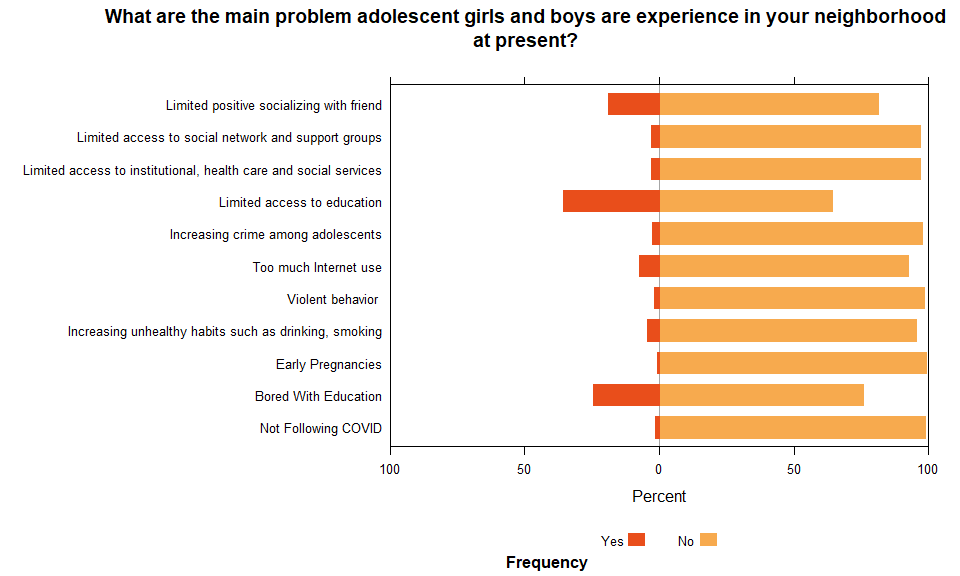 What are the main problem adolescent girls and boys are experience in your neighborhood
at present?
Limited positive socializing with friend
Limited access to social network and support groups
Limited access to institutional, health care and social services
Limited access to education
Increasing crime among adolescents
Too much Internet use
Violent behavior
Increasing unhealthy habits such as drinking, smoking
Early Pregnancies
Bored With Education
Not Following COVID
100 50 0 50 100
Percent
Yes No
Frequency